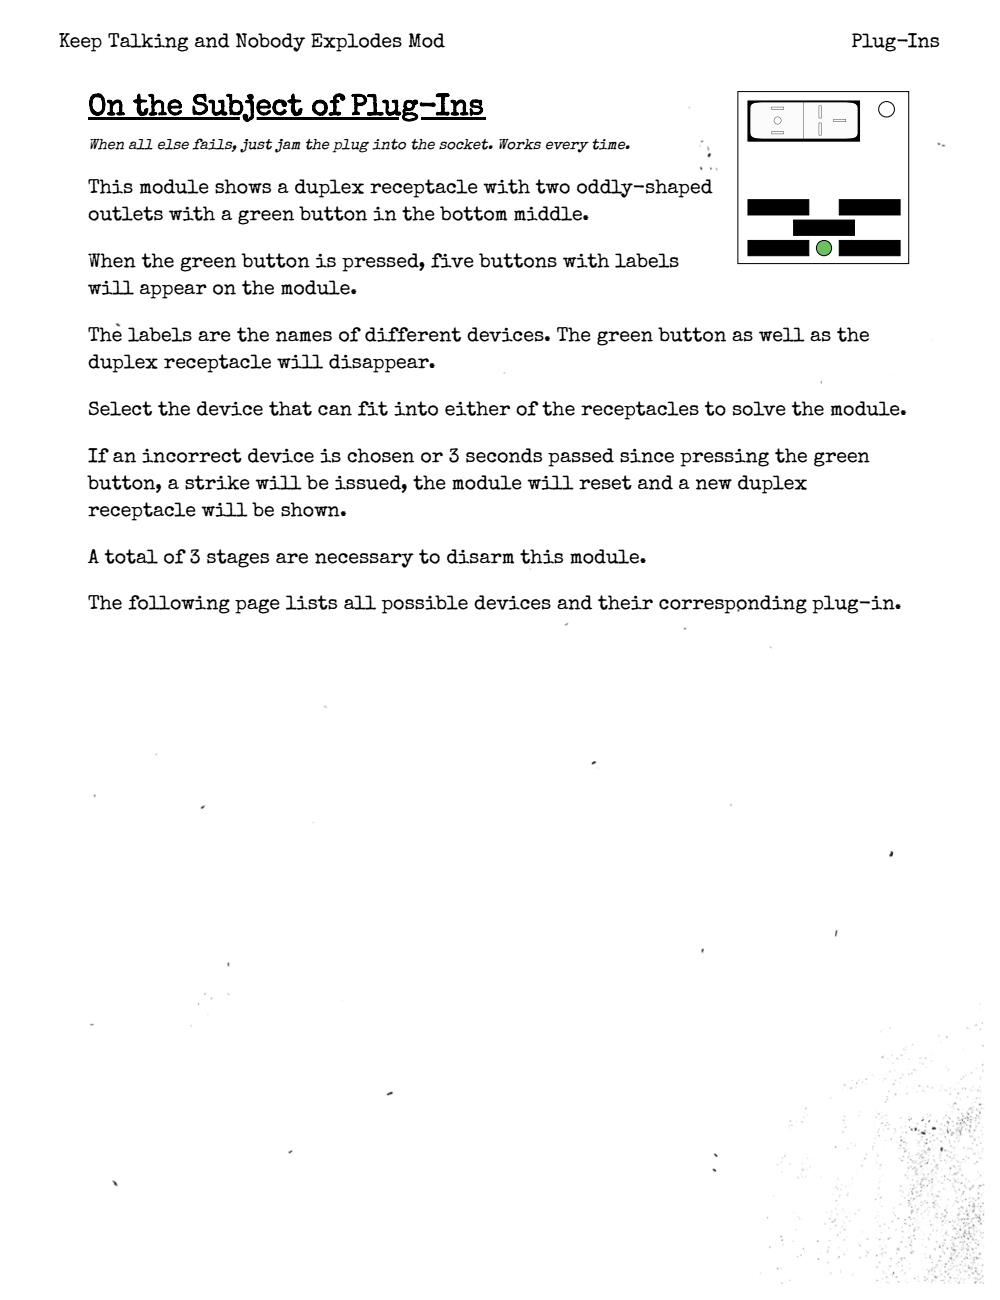 Keep Talking and Nobody Explodes Mod
Plug-Ins
On the Subject of Plug-Ins
When all else fails, just jam the plug into the socket. Works every time.
This module shows a duplex receptacle with two oddly-shaped
outlets with a green button in the bottom middle.
When the green button is pressed, five buttons with labels
will appear on the module.
The labels are the names of different devices. The green button as well as the
duplex receptacle will disappear.
Select the device that can fit into either of the receptacles to solve the module.
If an incorrect device is chosen or 3 seconds passed since pressing the green
button, a strike will be issued, the module will reset and a new duplex
receptacle will be shown.
A total of 3 stages are necessary to disarm this module.
The following page lists all possible devices and their corresponding plug-in.